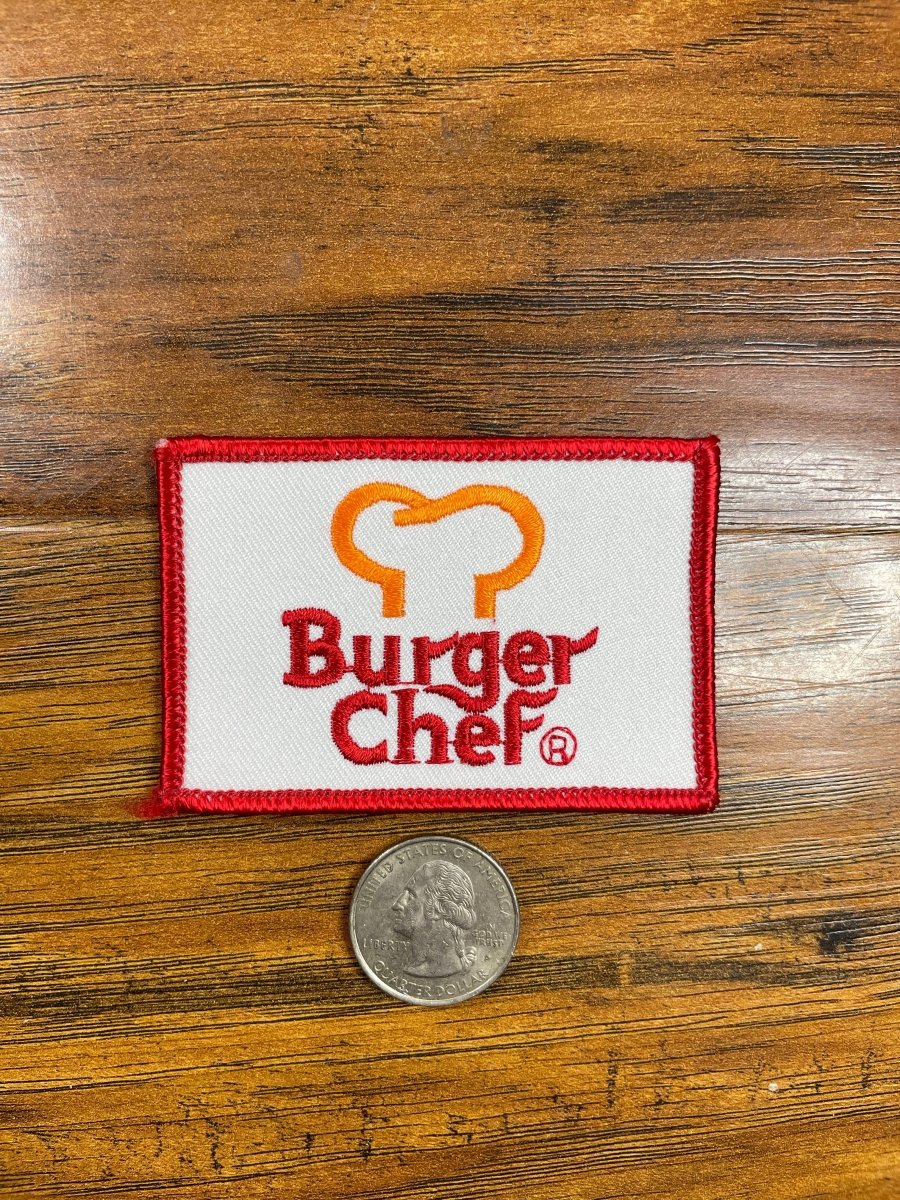 Burger
Chef®
UNITED STATES OF AMERICA
LIBERTY
IN GOD
WE
TRUST
P
QUARTER DOLLAR